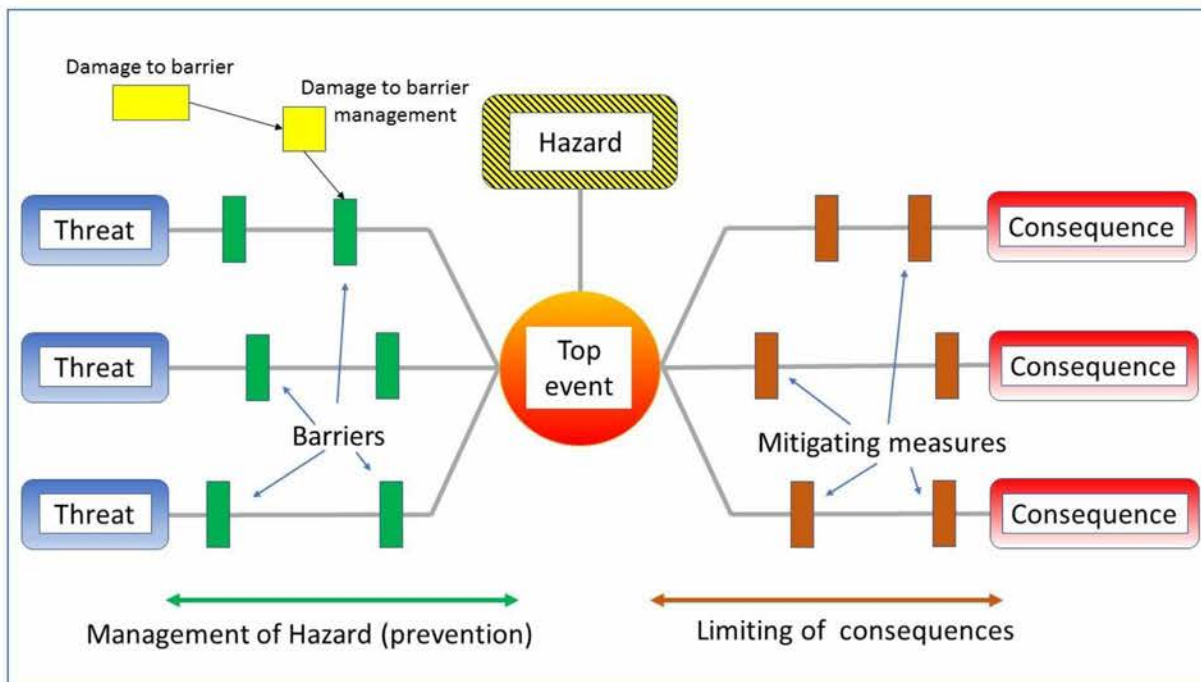 Damage to barrier
Damage to barrier
management
Hazard
Threat
Consequence
Threat
Top
event
Consequence
Barriers
Mitigating measures
Threat
Consequence
Management of Hazard (prevention)
Limiting of consequences